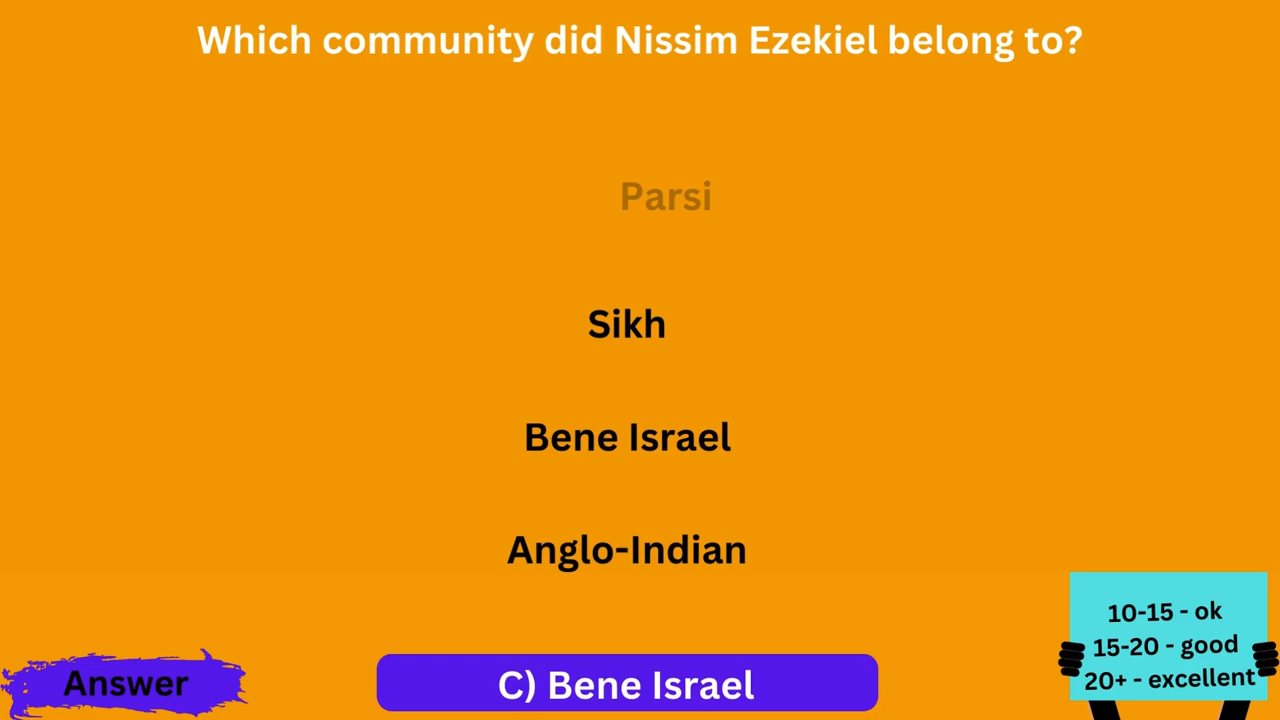 Which community did Nissim Ezekiel belong to?
Parsi
Sikh
Bene Israel
Anglo-Indian
10-15 - ok
15-20 - good
20+ - excellent
Answer
C) Bene Israel